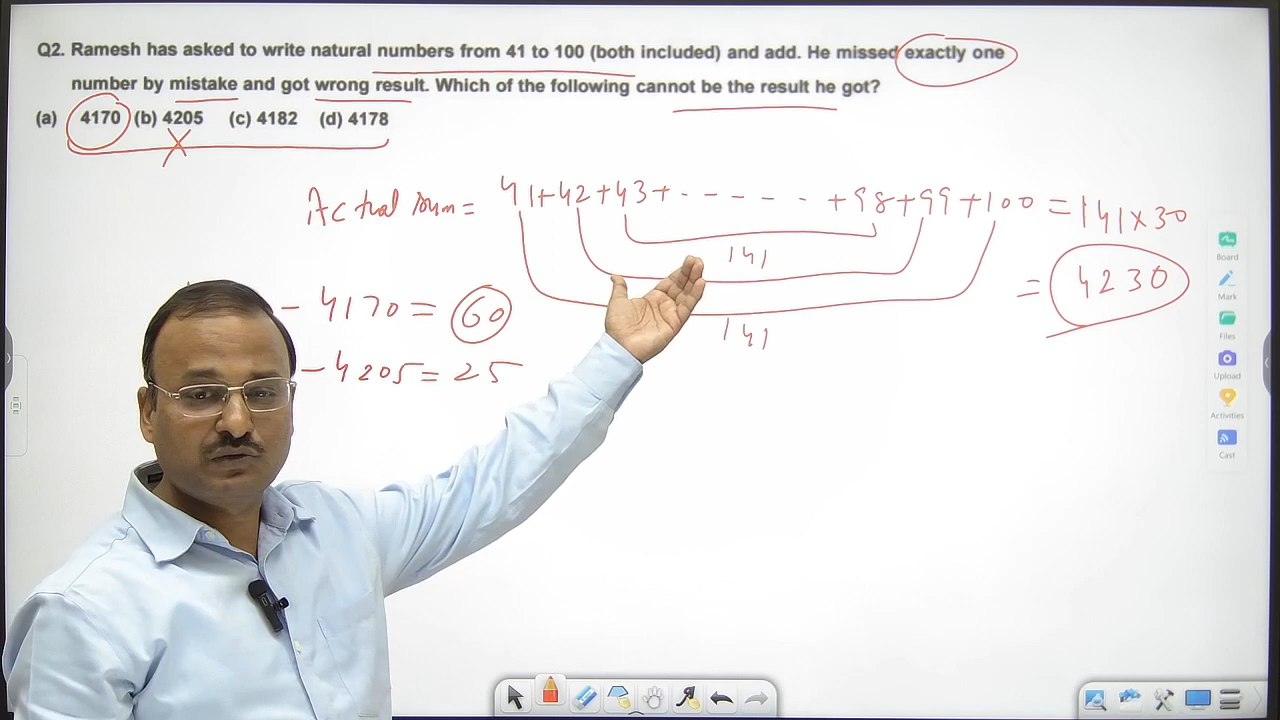 Q2. Ramesh has asked to write natural numbers from 41 to 100 (both included) and add. He missed exactly one
number by mistake and got wrong result. Which of the following cannot be the result he got?
(a) 4170 (b) 4205 (c) 4182 (d) 4178
Actual sum = 41+42+43+ - - - - - +98+99+100 = 141×30
141
= 4230
- 4170 = 60
141
- 4205 = 25
Board
Mark
Files
Upload
Activities
Cast